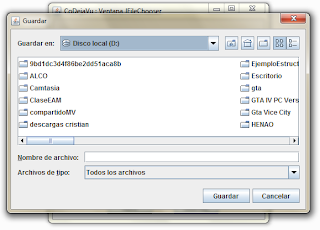 CoDejaVu : Ventana JFileChooser
Guardar
Guardar en: Disco local (D:)
9bd1dc3d4f86be2dd51aca8b
ALCO
Camtasia
ClaseEAM
compartidoMV
descargas cristian
EjemploEstruct
Escritorio
gta
GTA IV PC Vers
Gta Vice City
HENAO
Nombre de archivo:
Archivos de tipo: Todos los archivos
Guardar Cancelar